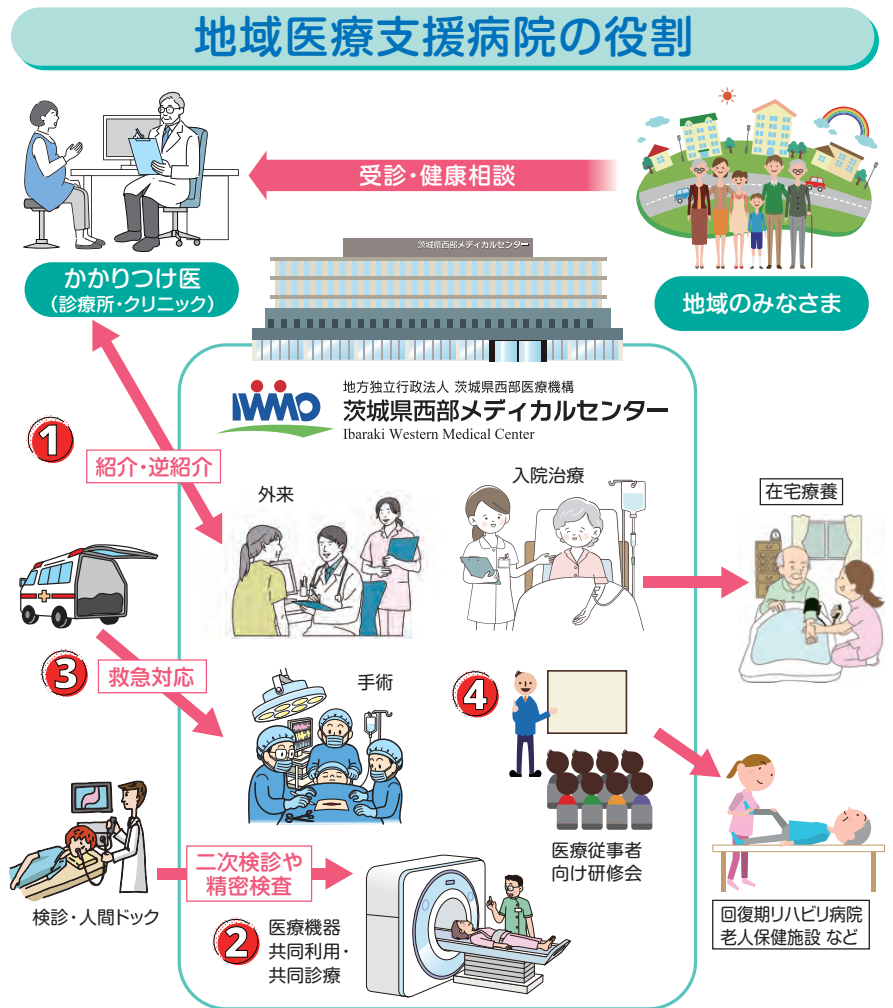 地域医療支援病院の役割
受診・健康相談
茨城県西部メディカルセンター
かかりつけ医
(診療所・クリニック)
地域のみなさま
IWMO
地方独立行政法人 茨城県西部医療機構
茨城県西部メディカルセンター
Ibaraki Western Medical Center
1
紹介・逆紹介
外来
入院治療
在宅療養
3
救急対応
手術
4
医療従事者
向け研修会
検診・人間ドック
二次検診や
精密検査
2
医療機器
共同利用・
共同診療
回復期リハビリ病院
老人保健施設 など